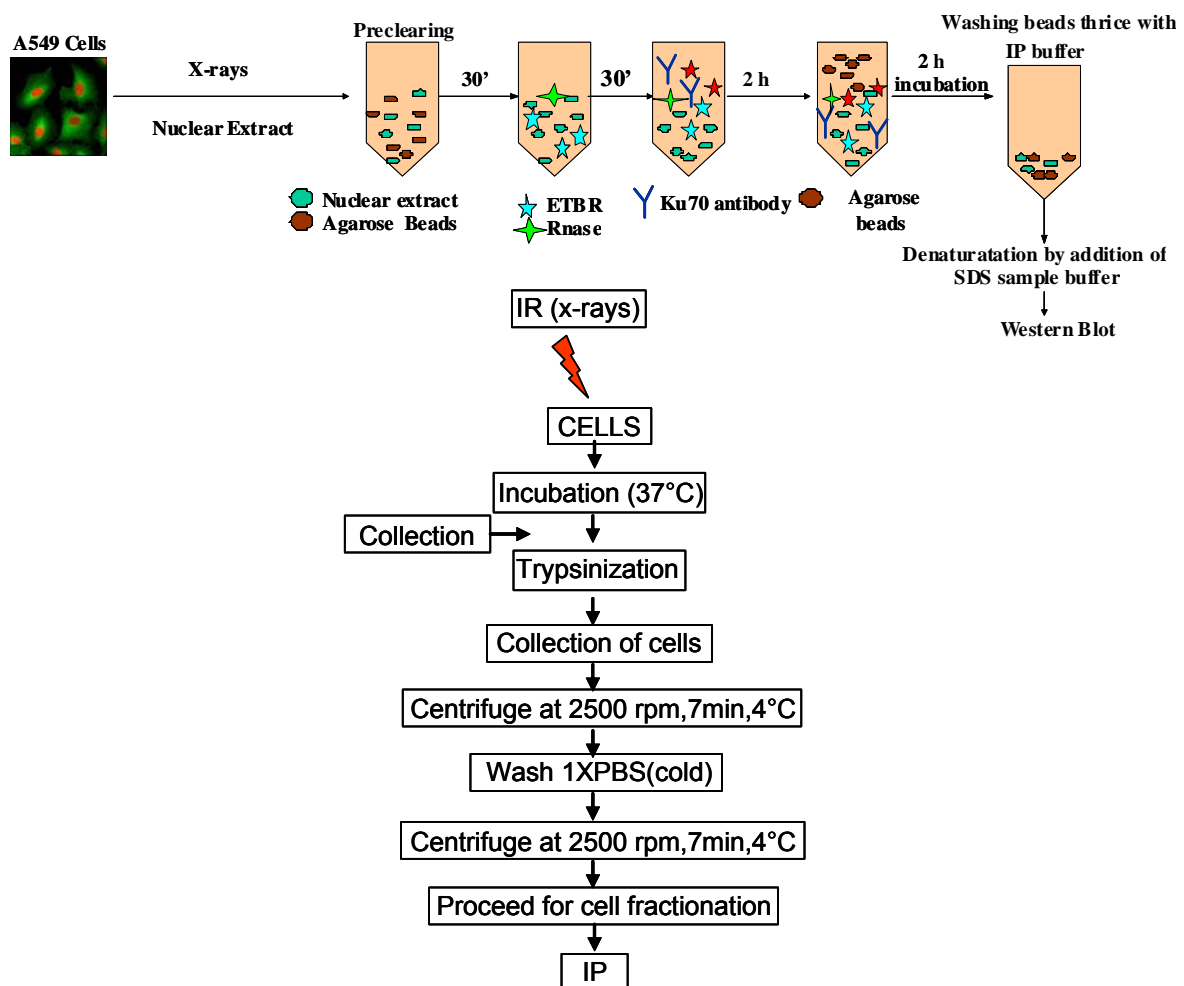 A549 Cells
X-rays
Nuclear Extract
Preclearing
30'
30'
2 h
2 h
incubation
Washing beads thrice with
IP buffer
Nuclear extract
Agarose Beads
ETBR
Rnase
Ku70 antibody
Agarose
beads
Denaturatation by addition of
SDS sample buffer
Western Blot
IR (x-rays)
CELLS
Incubation (37°C)
Collection
Trypsinization
Collection of cells
Centrifuge at 2500 rpm,7min,4°C
Wash 1XPBS(cold)
Centrifuge at 2500 rpm,7min,4°C
Proceed for cell fractionation
IP